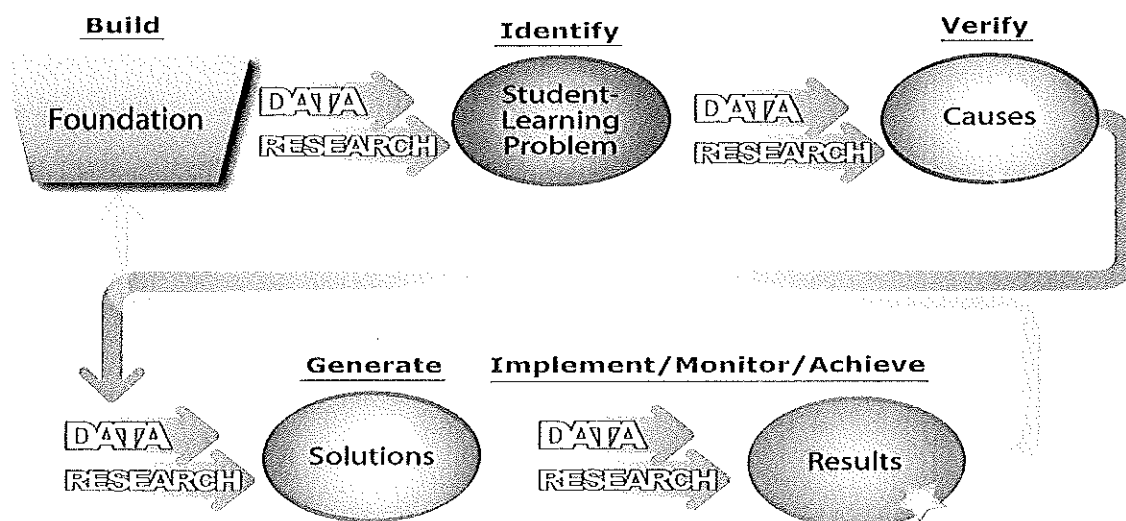 Build
Identify
Verify
Foundation
DATA
RESEARCH
Student-
Learning
Problem
DATA
RESEARCH
Causes
Generate
Implement/Monitor/Achieve
DATA
RESEARCH
Solutions
DATA
RESEARCH
Results